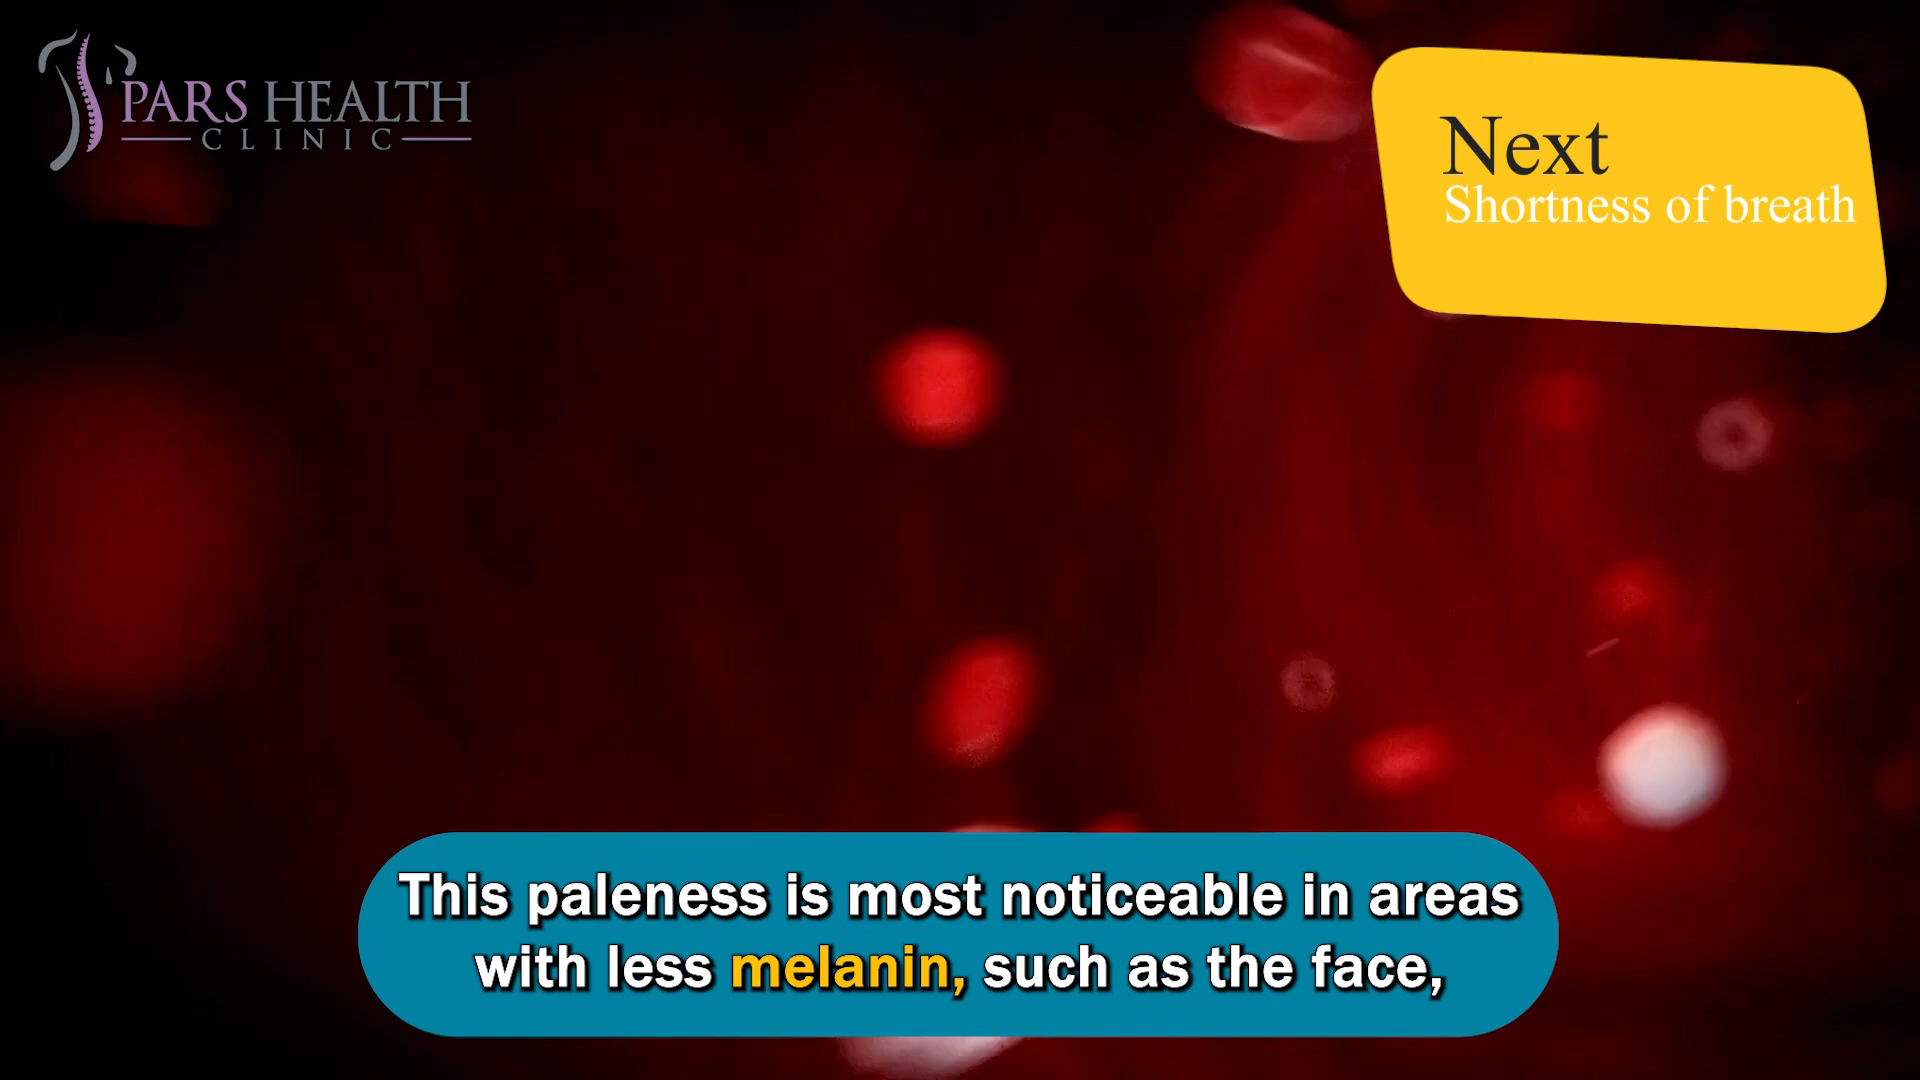 PARS HEALTH
CLINIC
Next
Shortness of breath
This paleness is most noticeable in areas
with less melanin, such as the face,